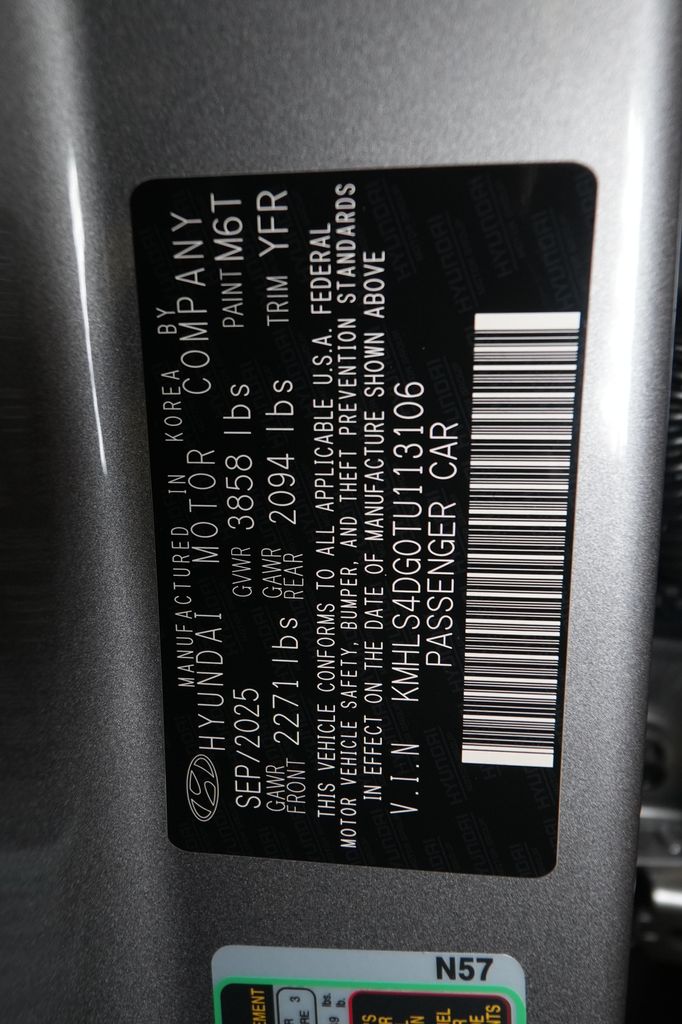 MANUFACTURED IN KOREA BY
HYUNDAI MOTOR COMPANY
SEP/2025 GVWR 3858 lbs PAINT M6T
GAWR FRONT 2271 lbs GAWR REAR 2094 lbs TRIM YFR
THIS VEHICLE CONFORMS TO ALL APPLICABLE U.S.A. FEDERAL
MOTOR VEHICLE SAFETY, BUMPER, AND THEFT PREVENTION STANDARDS
IN EFFECT ON THE DATE OF MANUFACTURE SHOWN ABOVE
V.I.N KMHLS4DG0TU113106
PASSENGER CAR
N57